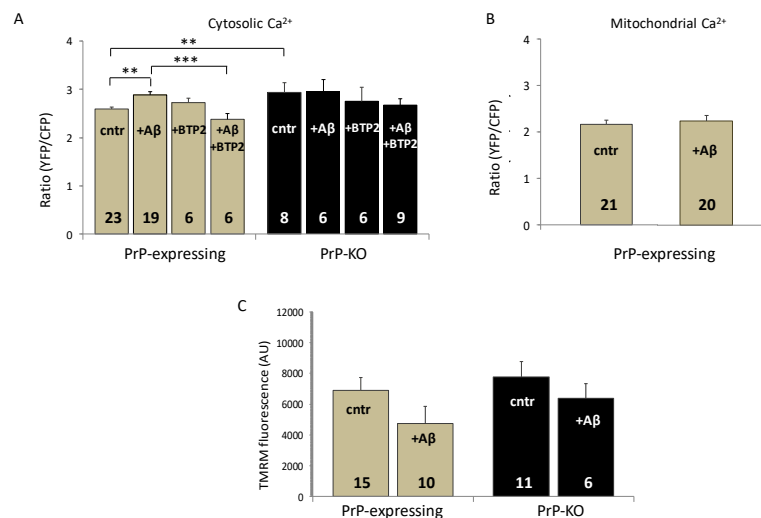 A
Cytosolic Ca²⁺
Ratio (YFP/CFP)
4
3
2
1
0
**
**
***
cntr
+Aβ
+BTP2
+Aβ
+BTP2
cntr
+Aβ
+BTP2
+Aβ
+BTP2
23
19
6
6
8
6
6
9
PrP-expressing
PrP-KO
B
Mitochondrial Ca²⁺
Ratio (YFP/CFP)
4
3
2
1
0
cntr
+Aβ
21
20
PrP-expressing
C
TMRM fluorescence (AU)
12000
10000
8000
6000
4000
2000
0
cntr
+Aβ
cntr
+Aβ
15
10
11
6
PrP-expressing
PrP-KO